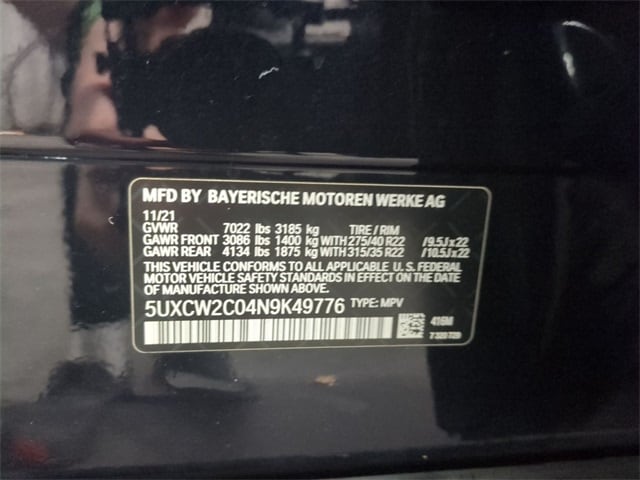 MFD BY BAYERISCHE MOTOREN WERKE AG
11/21
GVWR 7022 lbs 3185 kg TIRE / RIM
GAWR FRONT 3086 lbs 1400 kg WITH 275/40 R22 / 9.5J x 22
GAWR REAR 4134 lbs 1875 kg WITH 315/35 R22 / 10.5J x 22
THIS VEHICLE CONFORMS TO ALL APPLICABLE U. S. FEDERAL
MOTOR VEHICLE SAFETY STANDARDS IN EFFECT ON THE DATE
OF MANUFACTURE SHOWN ABOVE.
5UXCW2C04N9K49776 TYPE: MPV
416M